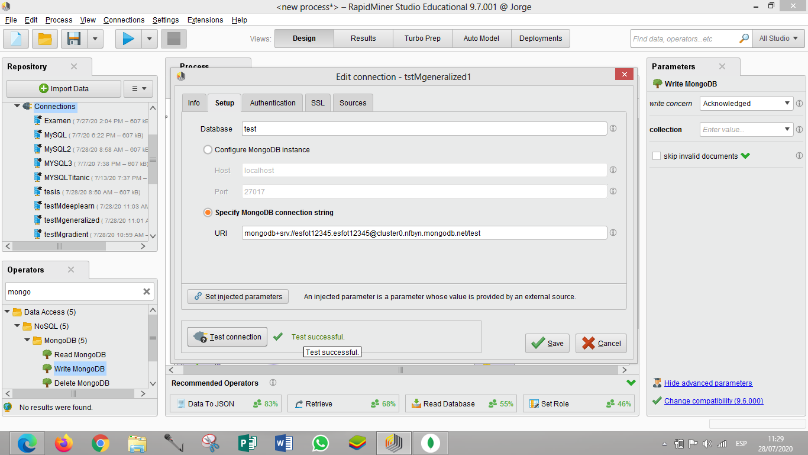 <new process*> – RapidMiner Studio Educational 9.7.001 @ Jorge
File Edit Process View Connections Settings Extensions Help
Views: Design Results Turbo Prep Auto Model Deployments
Find data, operators...etc
All Studio
Repository
Import Data
Connections
Examen ( 7/27/20 2:04 PM – 607 kB
MySQL ( 7/7/20 6:22 PM – 607 kB)
MySQL2 ( 7/28/20 8:58 AM – 607
MYSQL3 ( 7/7/20 7:38 PM – 607 kB
MYSQLTitanic ( 7/13/20 7:37 PM –
tesis ( 7/28/20 8:50 AM – 607 kB)
testMdeeplearn ( 7/28/20 11:03 AM
testMgeneralized ( 7/28/20 11:01 A
testMgradient ( 7/28/20 10:59 AM –
Operators
mongo
Data Access (5)
NoSQL (5)
MongoDB (5)
Read MongoDB
Write MongoDB
Delete MongoDB
No results were found.
Process
Edit connection - tstMgeneralized1
Info Setup Authentication SSL Sources
Database test
Configure MongoDB instance
Host localhost
Port 27017
Specify MongoDB connection string
URI mongodb+srv://esfot12345:esfot12345@cluster0.nfbyn.mongodb.net/test
Set injected parameters
An injected parameter is a parameter whose value is provided by an external source.
Test connection
Test successful.
Test successful.
Save
Cancel
Recommended Operators
Data To JSON 83%
Retrieve 68%
Read Database 55%
Set Role 46%
Parameters
Write MongoDB
write concern Acknowledged
collection Enter value...
skip invalid documents
Hide advanced parameters
Change compatibility (9.6.000)
ESP
11:29
28/07/2020